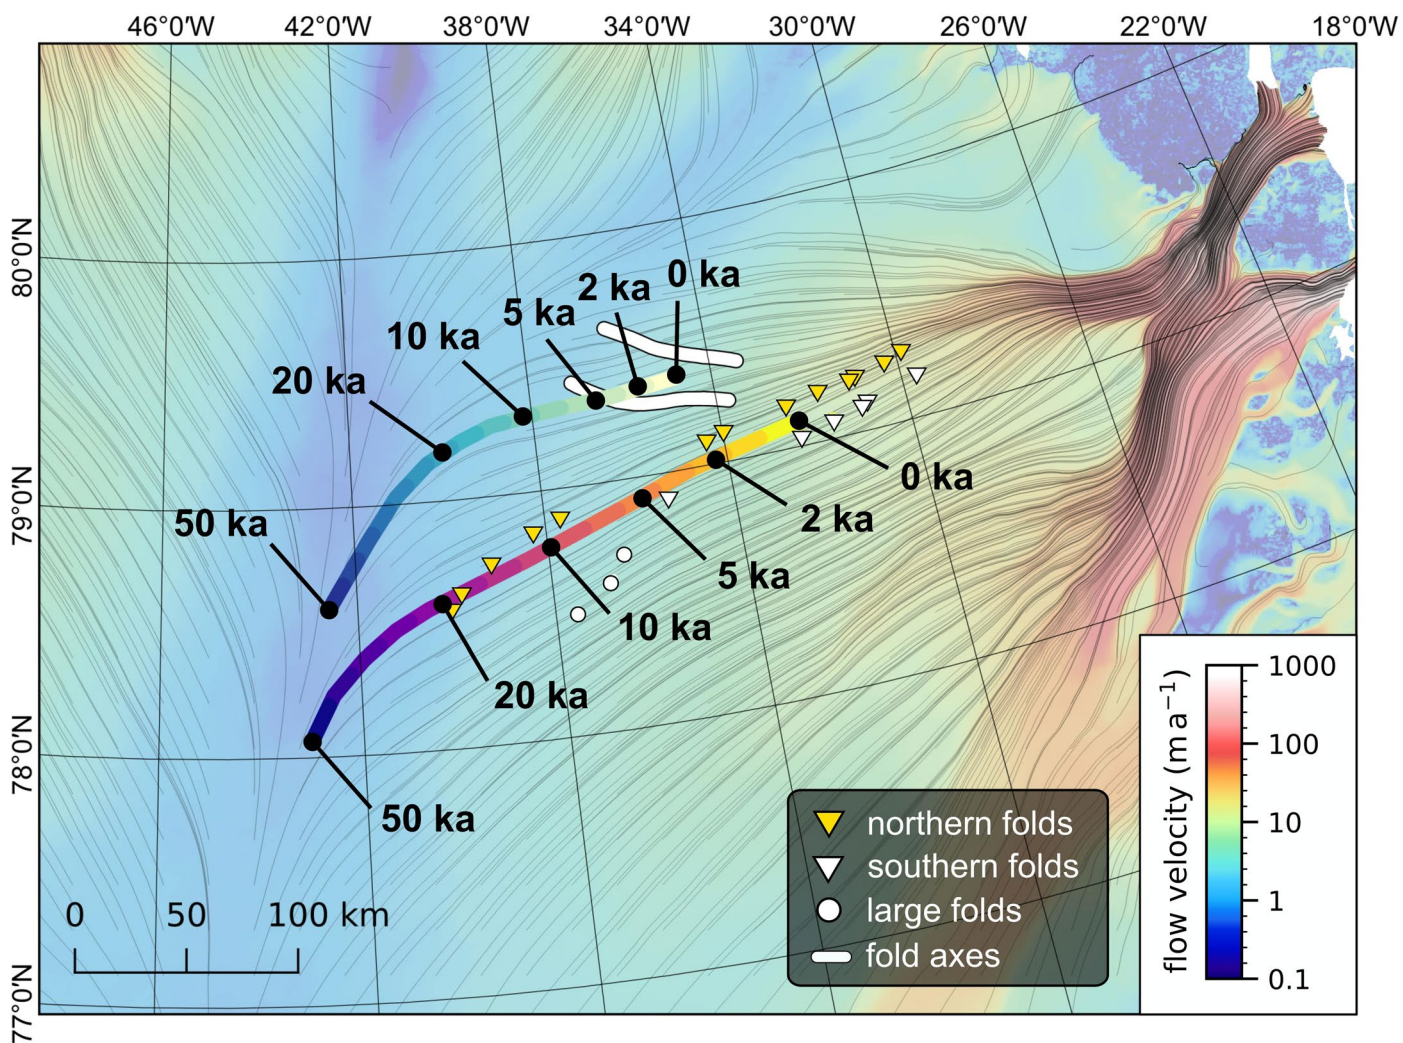 46°0'W 42°0'W 38°0'W 34°0'W 30°0'W 26°0'W 22°0'W 18°0'W
80°0'N
79°0'N
78°0'N
77°0'N
0 ka
2 ka
5 ka
10 ka
20 ka
50 ka
0 ka
2 ka
5 ka
10 ka
20 ka
50 ka
0 50 100 km
northern folds
southern folds
large folds
fold axes
flow velocity (m a⁻¹)
1000
100
10
1
0.1